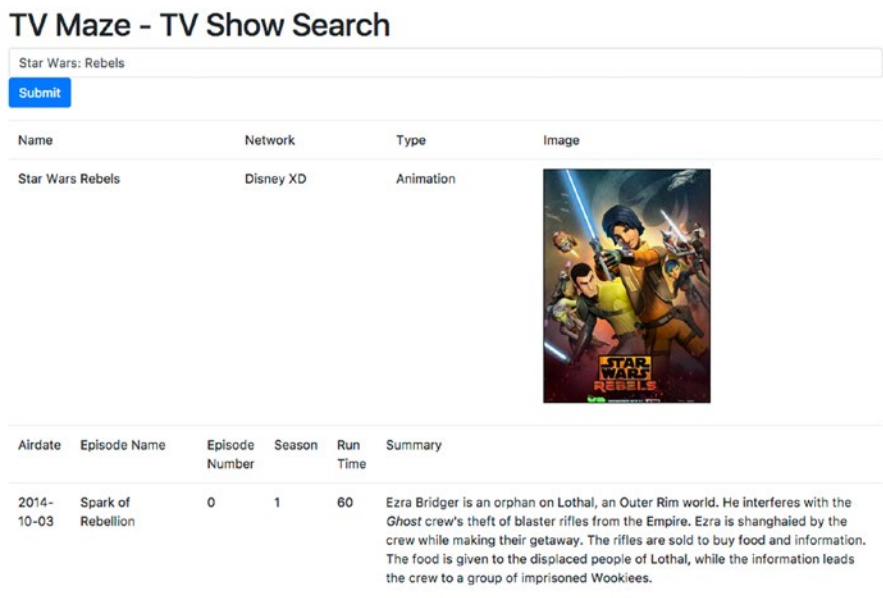 TV Maze - TV Show Search
Star Wars: Rebels
Submit
Name Network Type Image
Star Wars Rebels Disney XD Animation
STAR
WARS
REBELS
Airdate Episode Name Episode Number Season Run Time Summary
2014-10-03 Spark of Rebellion 0 1 60
Ezra Bridger is an orphan on Lothal, an Outer Rim world. He interferes with the
Ghost crew's theft of blaster rifles from the Empire. Ezra is shanghaied by the
crew while making their getaway. The rifles are sold to buy food and information.
The food is given to the displaced people of Lothal, while the information leads
the crew to a group of imprisoned Wookiees.